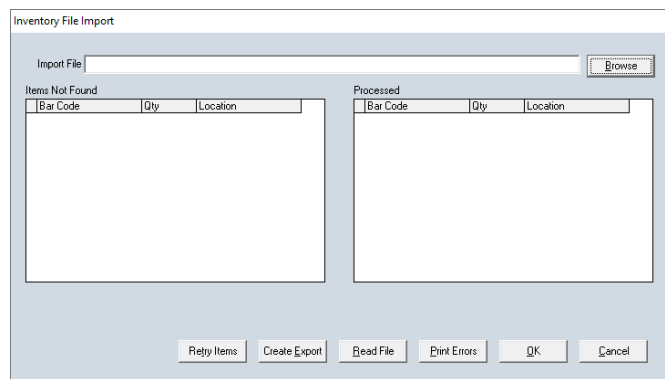 Inventory File Import
Import File Browse
Items Not Found Processed
Bar Code Qty Location Bar Code Qty Location
Retry Items Create Export Read File Print Errors OK Cancel